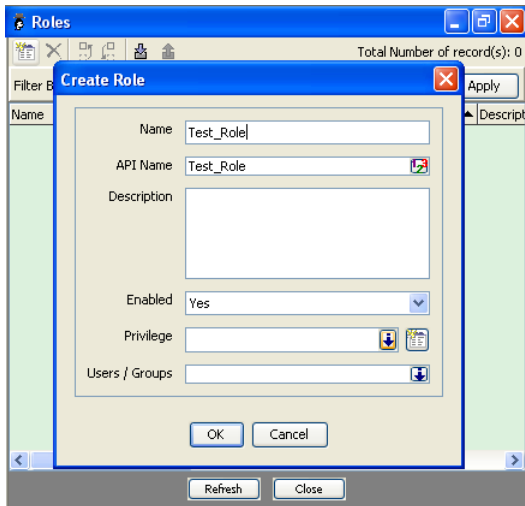 Roles
Total Number of record(s): 0
Create Role
Filter B
Apply
Name
Descript
Name Test_Role
API Name Test_Role
Description
Enabled Yes
Privilege
Users / Groups
OK Cancel
Refresh Close